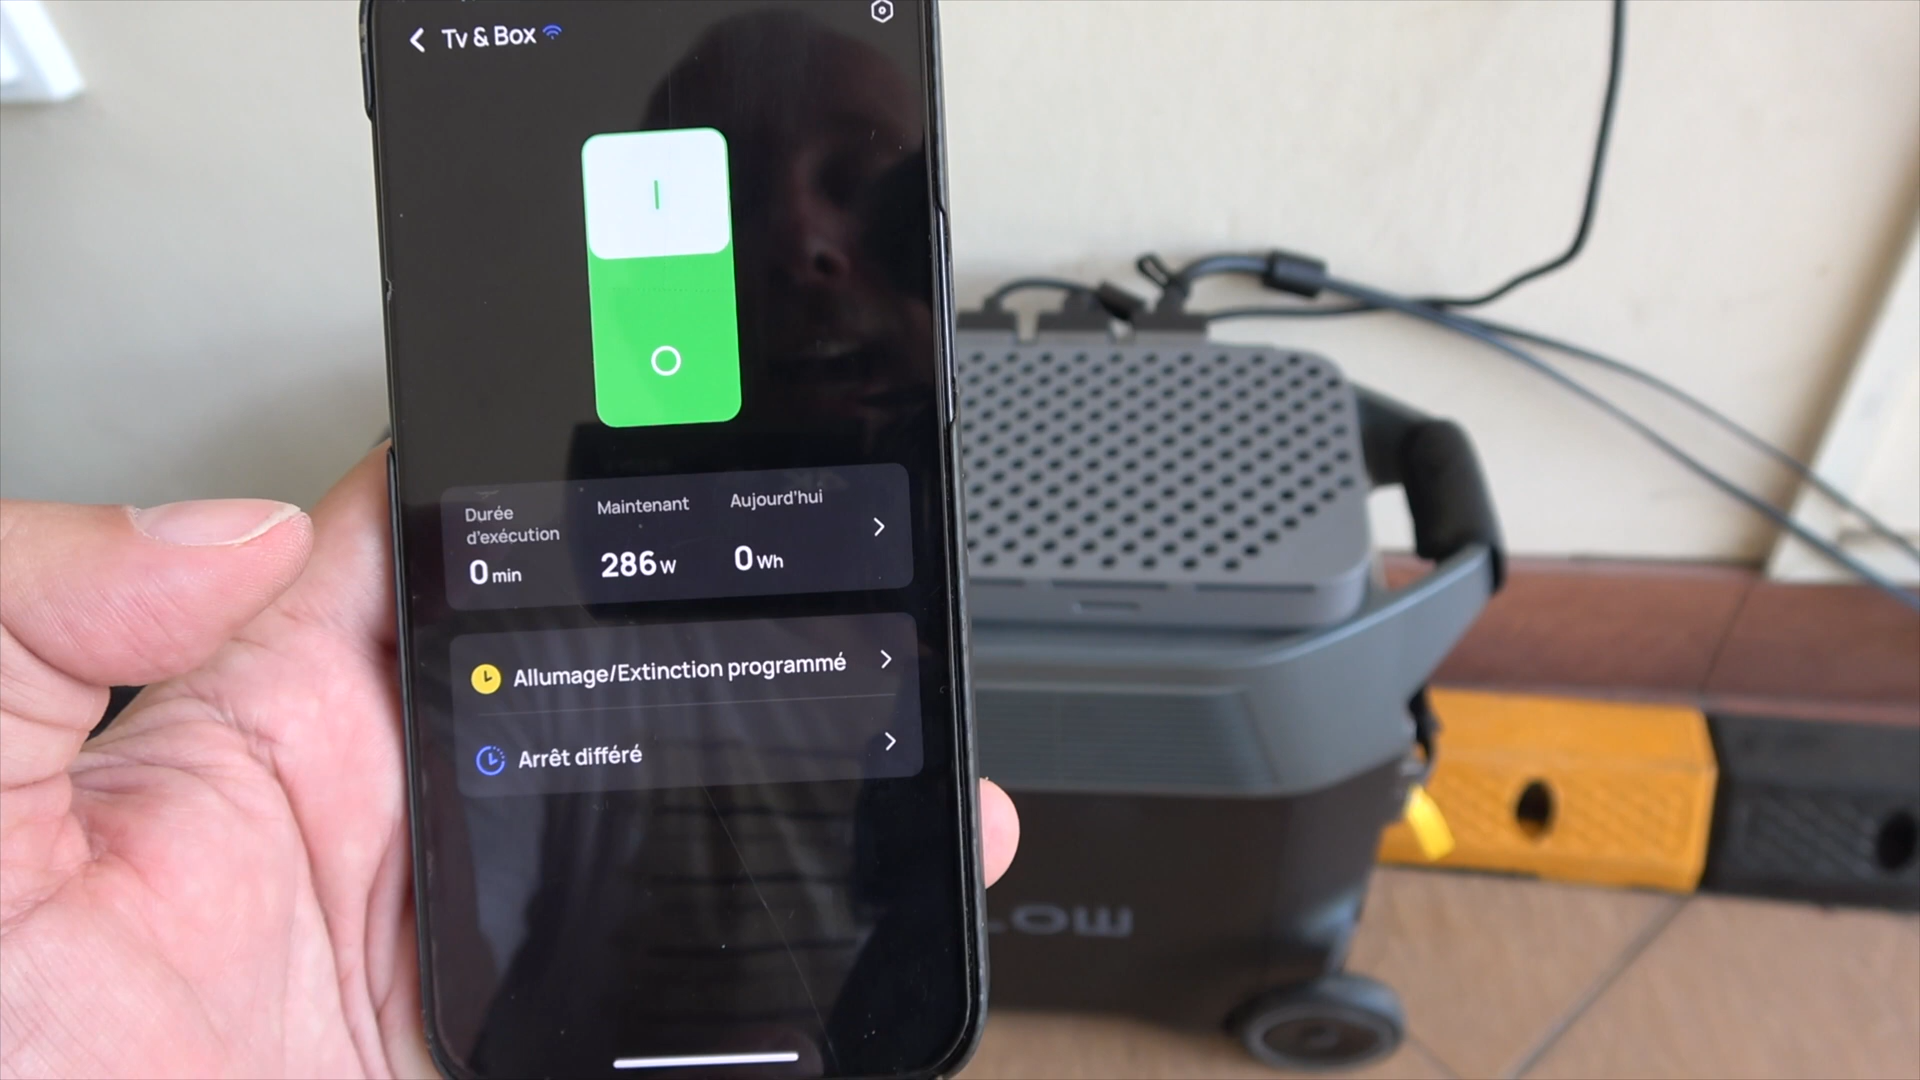 Tv & Box
Durée
d'exécution
0 min
Maintenant
286 w
Aujourd'hui
0 Wh
Allumage/Extinction programmé
Arrêt différé